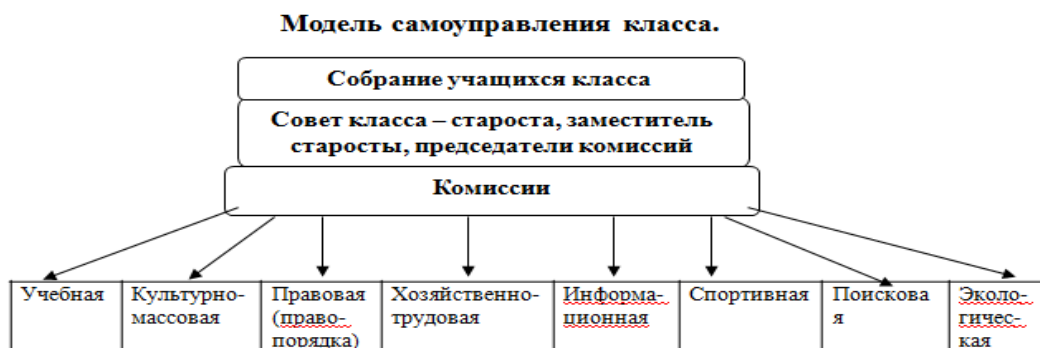 Модель самоуправления класса.
Собрание учащихся класса
Совет класса – староста, заместитель
старосты, председатели комиссий
Комиссии
Учебная
Культурно-
массовая
Правовая
(право-
порядка)
Хозяйственно-
трудовая
Информа-
ционная
Спортивная
Поискова
я
Эколо-
гичес-
кая